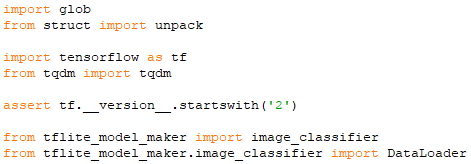 import glob
from struct import unpack
import tensorflow as tf
from tqdm import tqdm
assert tf.__version__.startswith('2')
from tflite_model_maker import image_classifier
from tflite_model_maker.image_classifier import DataLoader